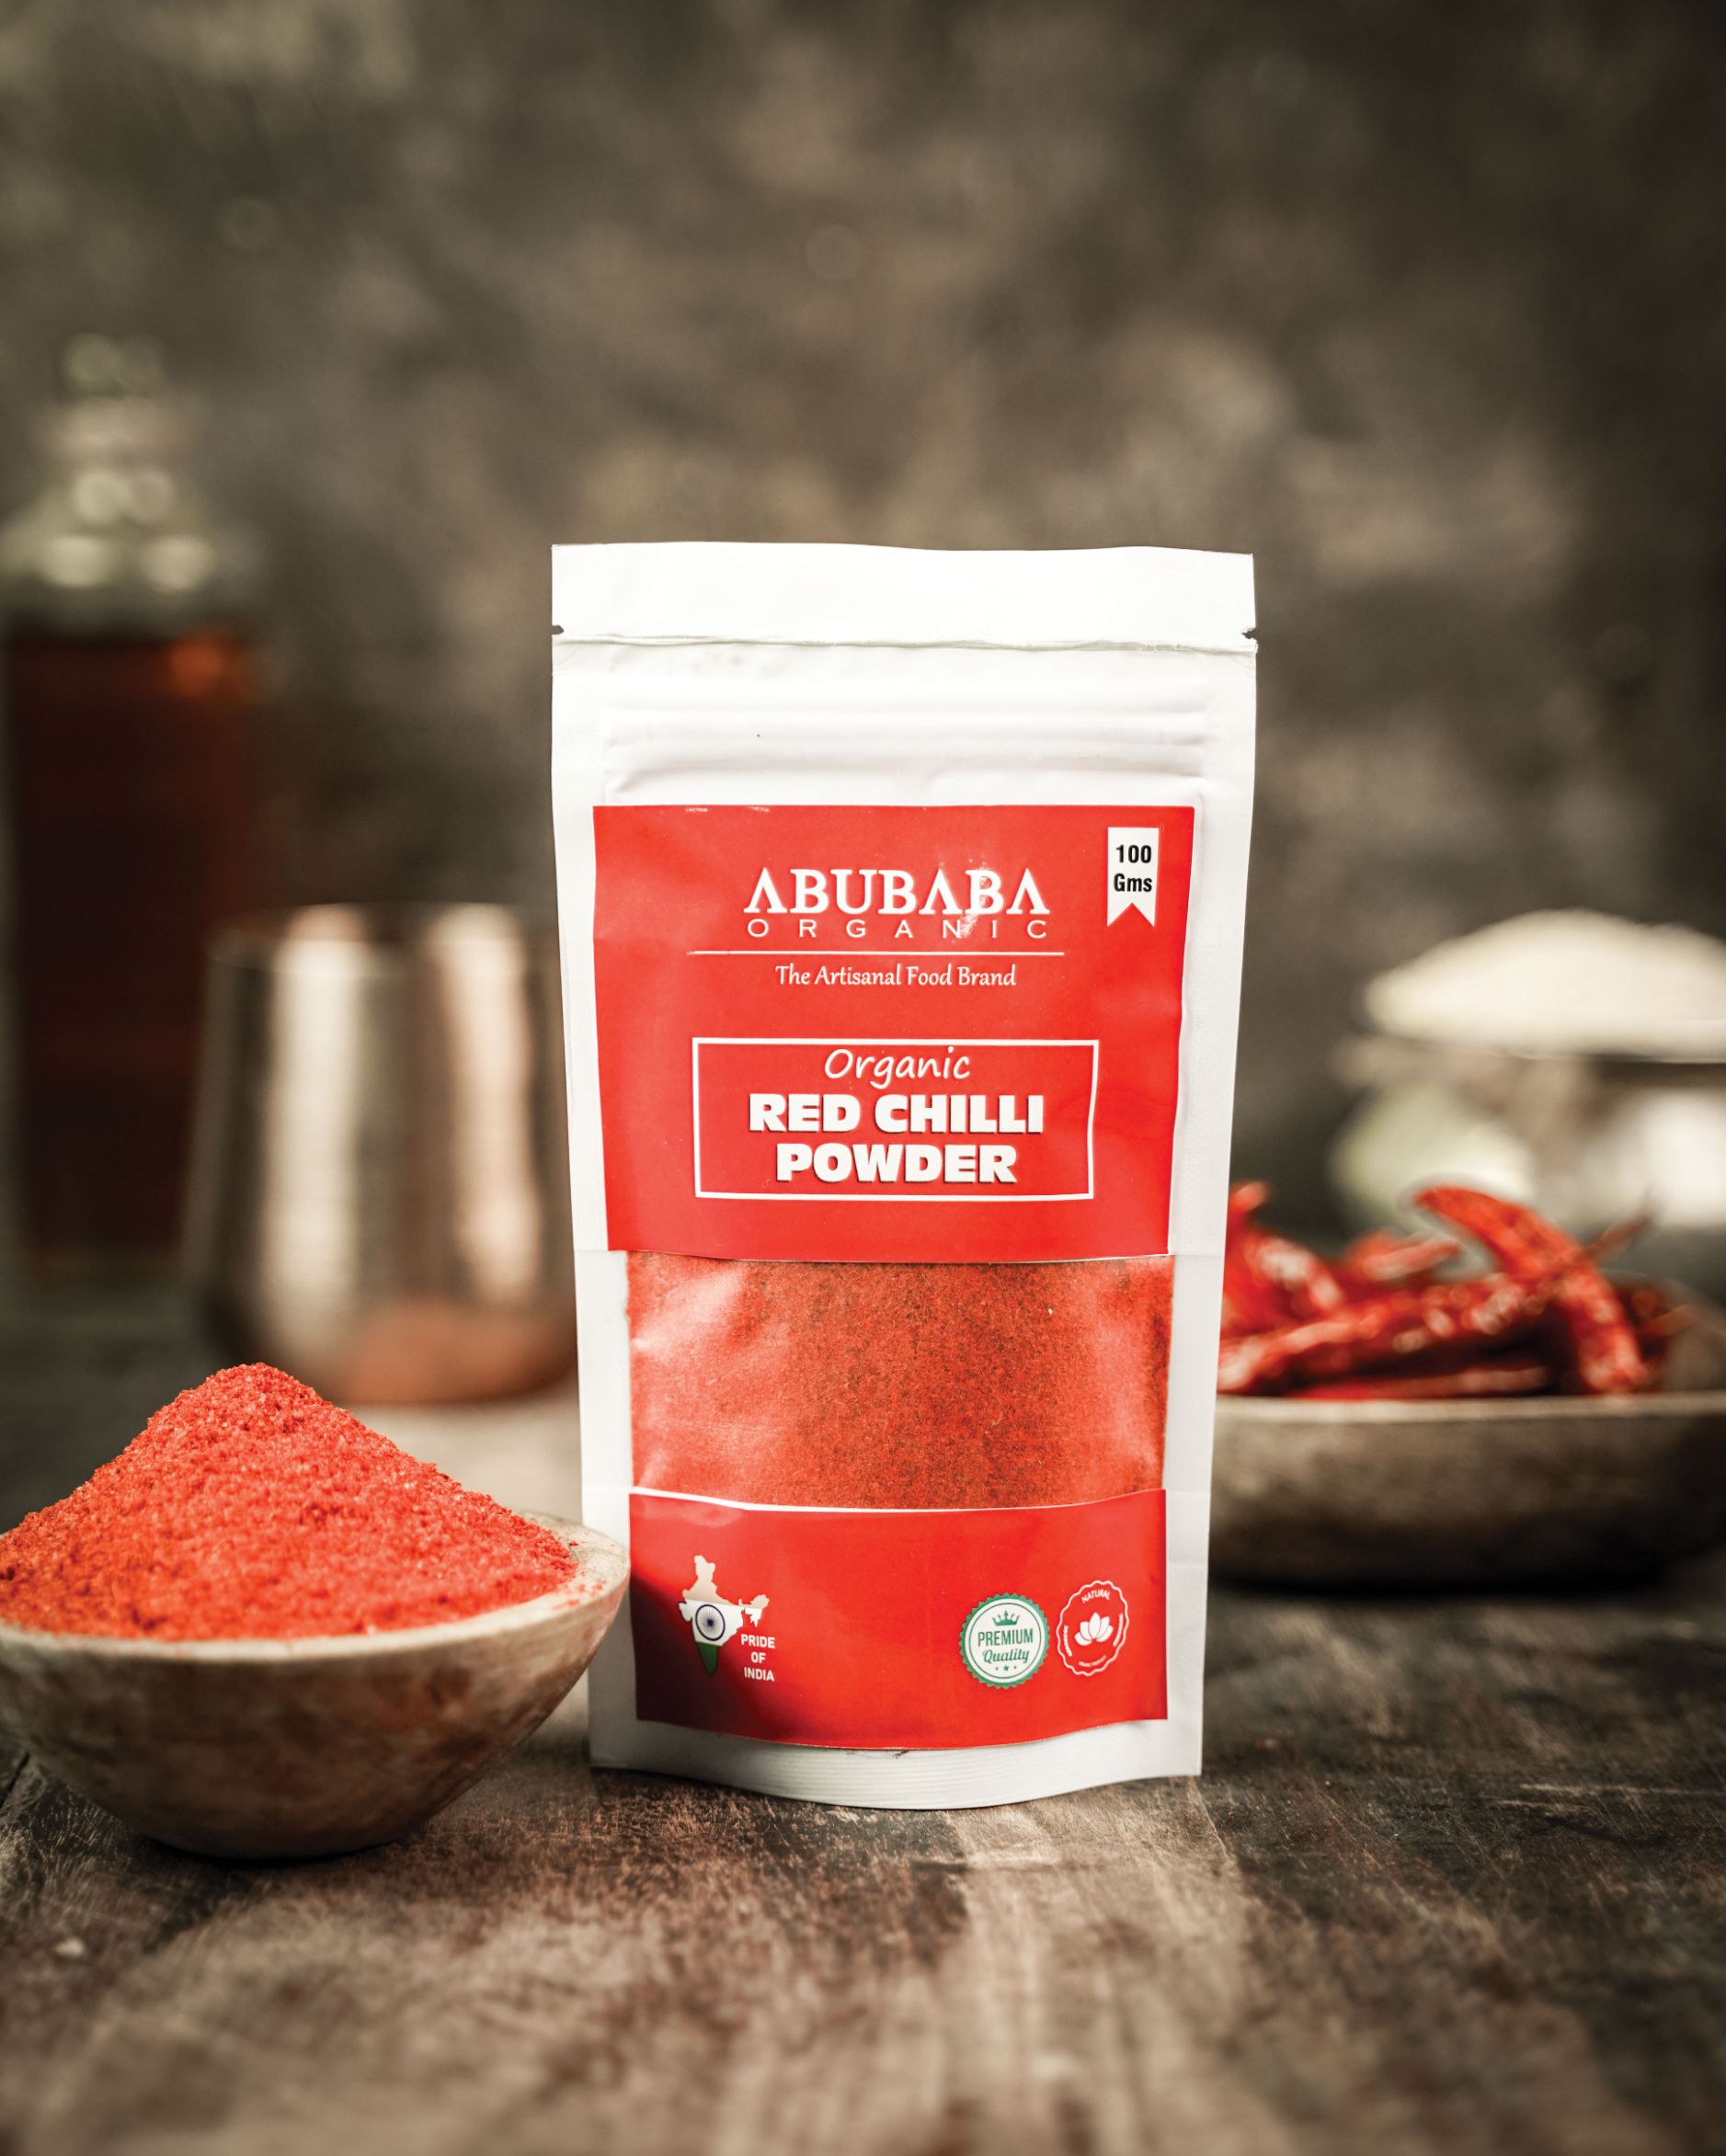 100
Gms
ABUBABA
ORGANIC
The Artisanal Food Brand
Organic
RED CHILLI
POWDER
PRIDE
OF
INDIA
PREMIUM
Quality
NATURAL